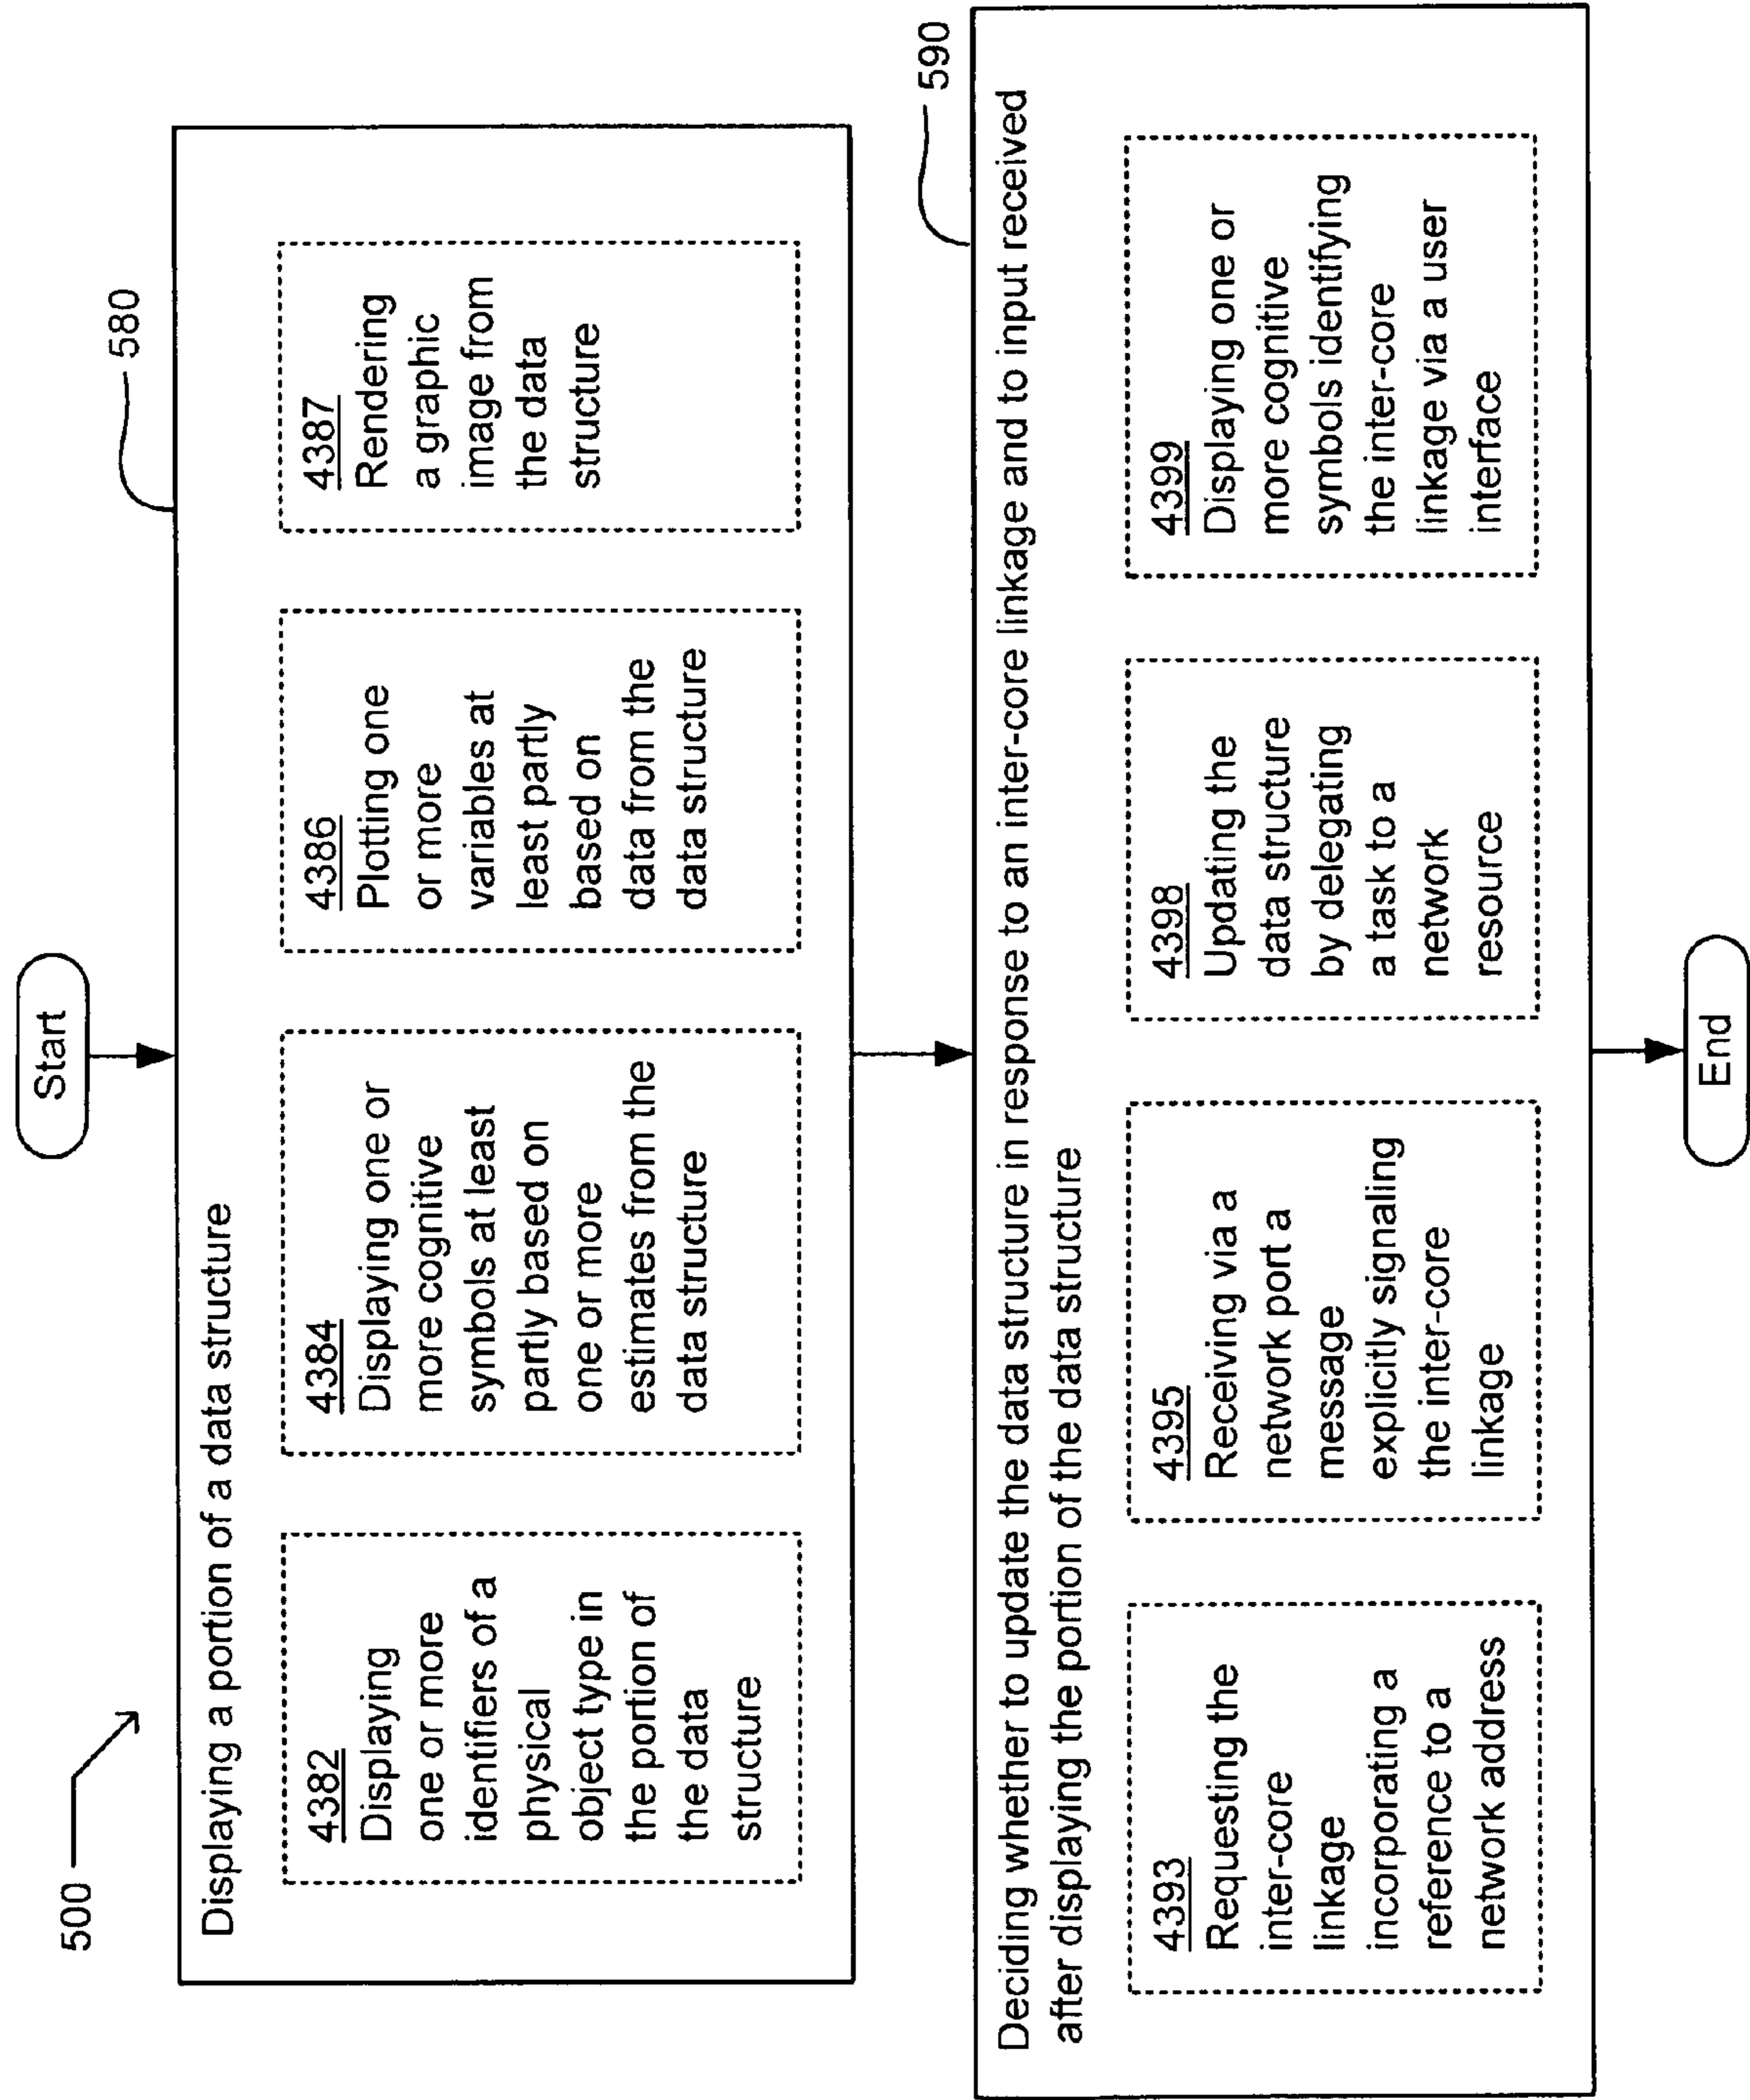 500
Start
580
Displaying a portion of a data structure
4382
Displaying
one or more
identifiers of a
physical
object type in
the portion of
the data
structure
4384
Displaying one or
more cognitive
symbols at least
partly based on
one or more
estimates from the
data structure
4386
Plotting one
or more
variables at
least partly
based on
data from the
data structure
4387
Rendering
a graphic
image from
the data
structure
590
Deciding whether to update the data structure in response to an inter-core linkage and to input received
after displaying the portion of the data structure
4393
Requesting the
inter-core
linkage
incorporating a
reference to a
network address
4395
Receiving via a
network port a
message
explicitly signaling
the inter-core
linkage
4398
Updating the
data structure
by delegating
a task to a
network
resource
4399
Displaying one or
more cognitive
symbols identifying
the inter-core
linkage via a user
interface
End